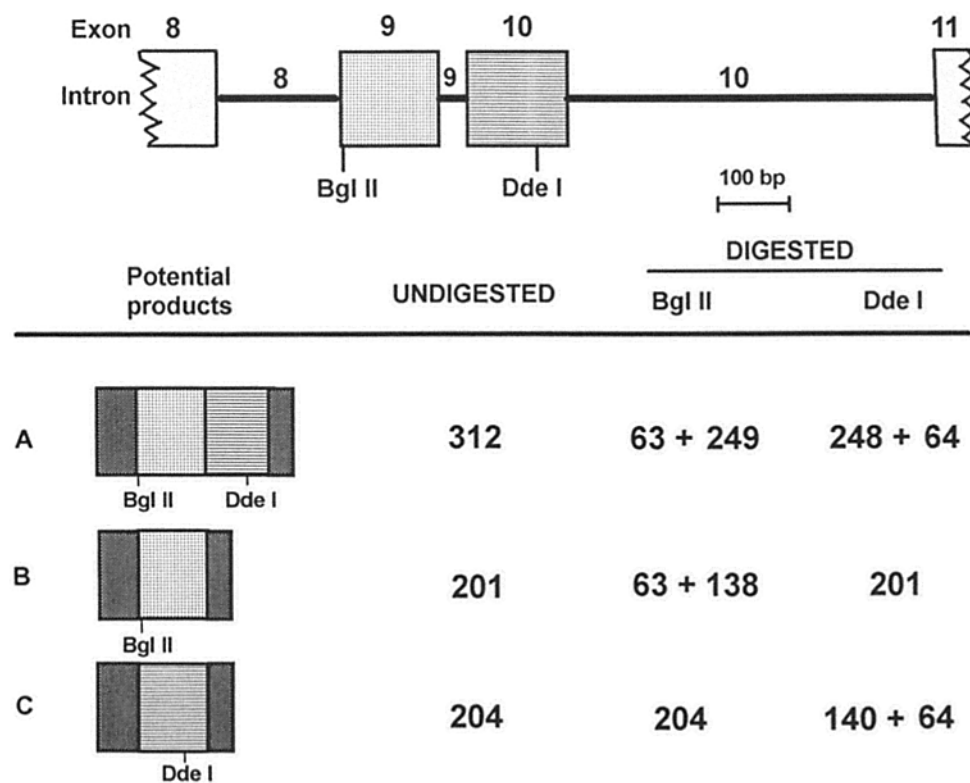 Exon 8 9 10 11
Intron 8 9 10
Bgl II Dde I
100 bp
DIGESTED
Potential products UNDIGESTED Bgl II Dde I
A 312 63 + 249 248 + 64
Bgl II Dde I
B 201 63 + 138 201
Bgl II
C 204 204 140 + 64
Dde I